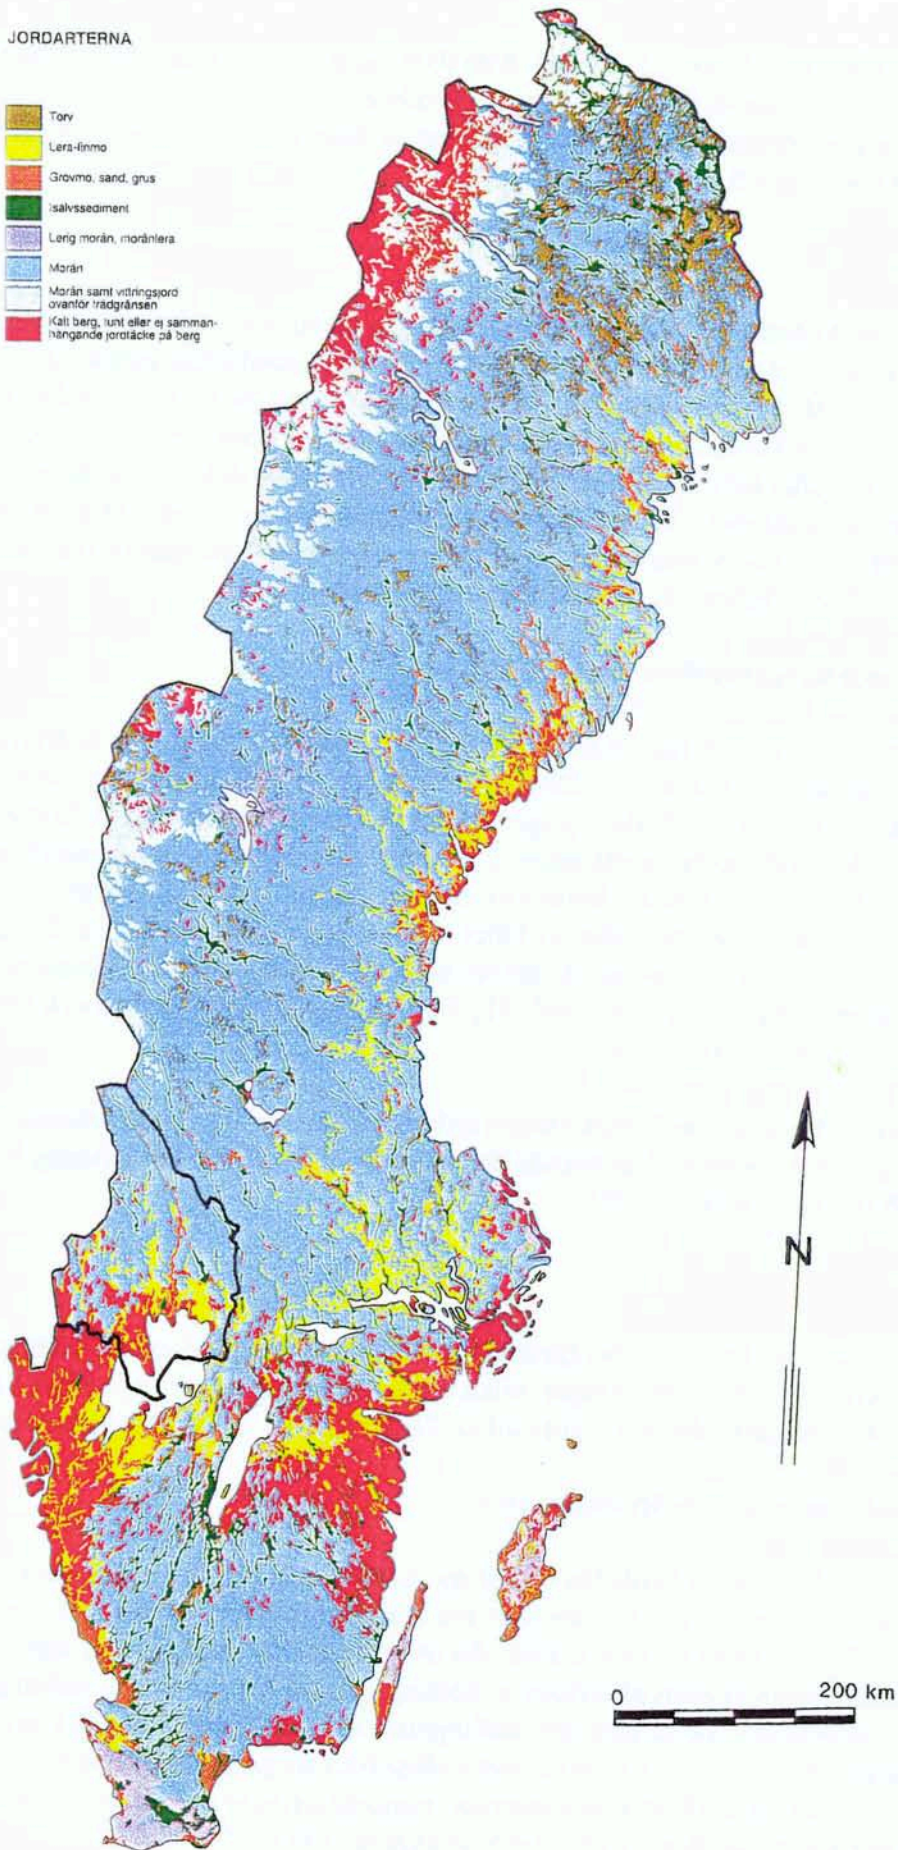 JORDARTERNA
Torv
Lera-finmo
Grovmo, sand, grus
Isälvssediment
Lerig morän, moränlera
Morän
Morän samt vittringsjord
ovanför trädgränsen
Kalt berg, tunt eller ej samman-
hängande jordtäcke på berg
N
0 200 km